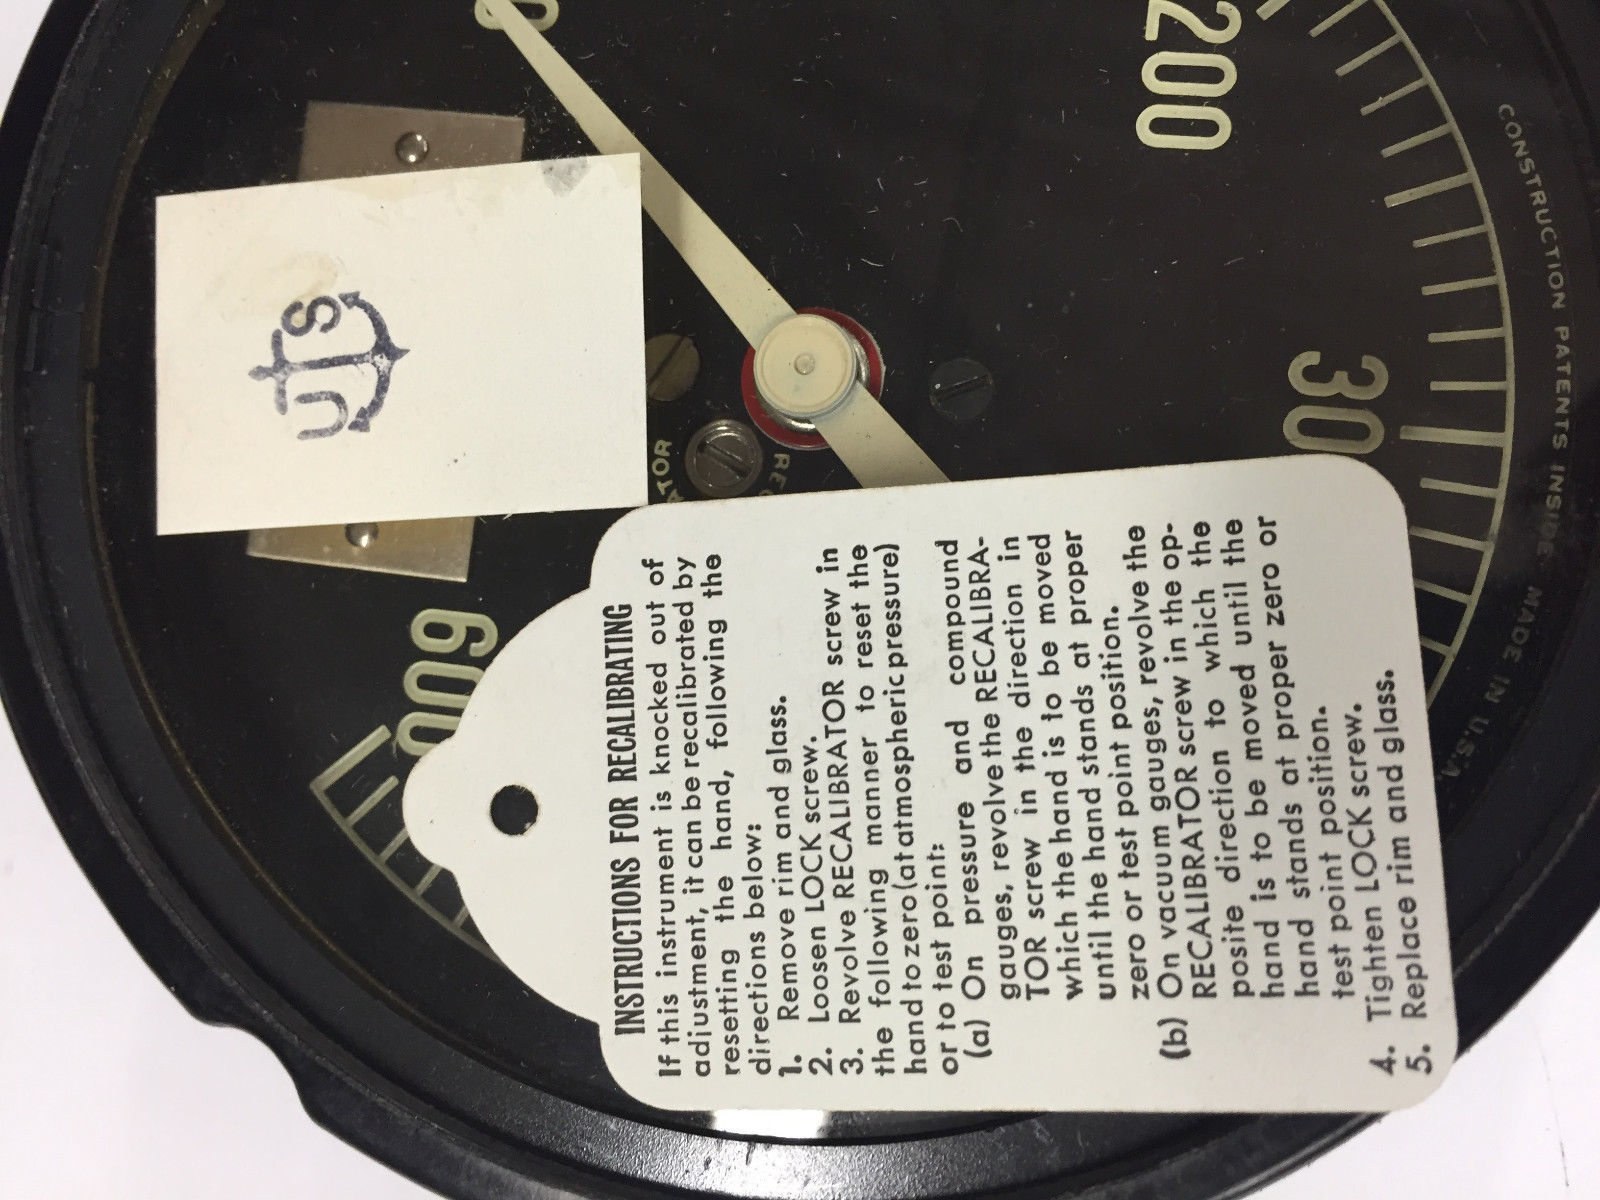 INSTRUCTIONS FOR RECALIBRATING
If this instrument is knocked out of
adjustment, it can be recalibrated by
resetting the hand, following the
directions below:
1. Remove rim and glass.
2. Loosen LOCK screw.
3. Revolve RECALIBRATOR screw in
the following manner to reset the
hand to zero (at atmospheric pressure)
or to test point:
(a) On pressure and compound
gauges, revolve the RECALIBRA-
TOR screw in the direction in
which the hand is to be moved
until the hand stands at proper
zero or test point position.
(b) On vacuum gauges, revolve the
RECALIBRATOR screw in the op-
posite direction to which the
hand is to be moved until the
hand stands at proper zero or
test point position.
4. Tighten LOCK screw.
5. Replace rim and glass.
U S
0
200
30
600
CONSTRUCTION PATENTS INSIDE MADE IN U.S.A.